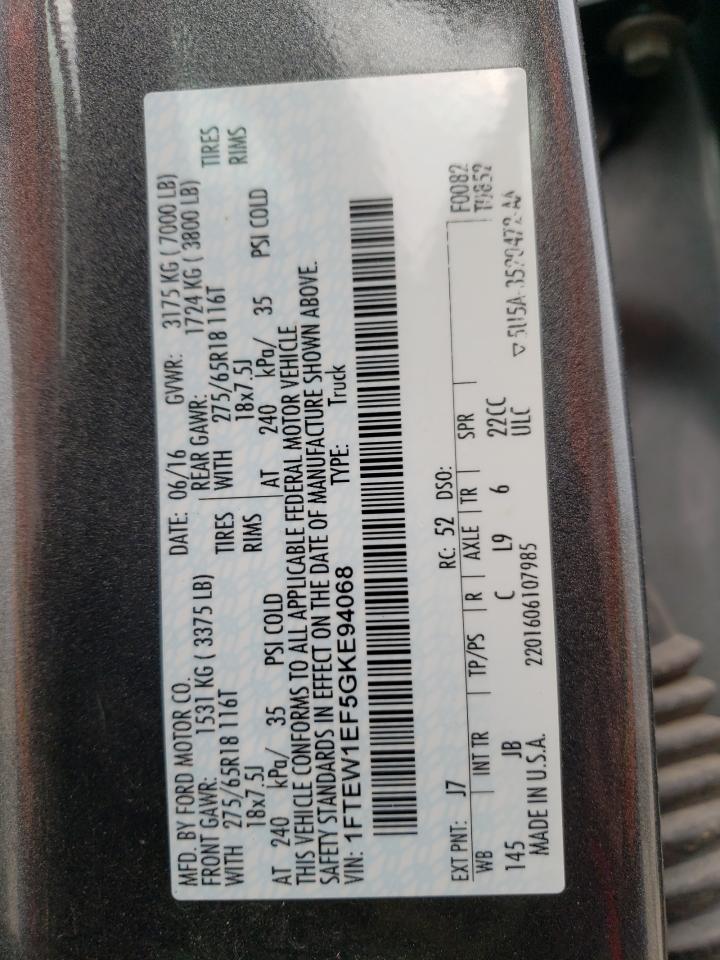 MFD. BY FORD MOTOR CO.
DATE: 06/16 GVWR: 3175 KG ( 7000 LB)
FRONT GAWR: 1531 KG ( 3375 LB) REAR GAWR: 1724 KG ( 3800 LB)
WITH 275/65R18 116T TIRES WITH 275/65R18 116T TIRES
18x7.5J RIMS 18x7.5J RIMS
AT 240 kPa/ 35 PSI COLD AT 240 kPa/ 35 PSI COLD
THIS VEHICLE CONFORMS TO ALL APPLICABLE FEDERAL MOTOR VEHICLE
SAFETY STANDARDS IN EFFECT ON THE DATE OF MANUFACTURE SHOWN ABOVE.
VIN: 1FTEW1EF5GKE94068 TYPE: Truck
EXT PNT: J7 RC: 52 DSO: F0082
WB INT TR TP/PS R AXLE TR SPR T0852
145 JB C L9 6 22CC
ULC
MADE IN U.S.A. 2201606107985
▽ 5U5A-3520472-AA